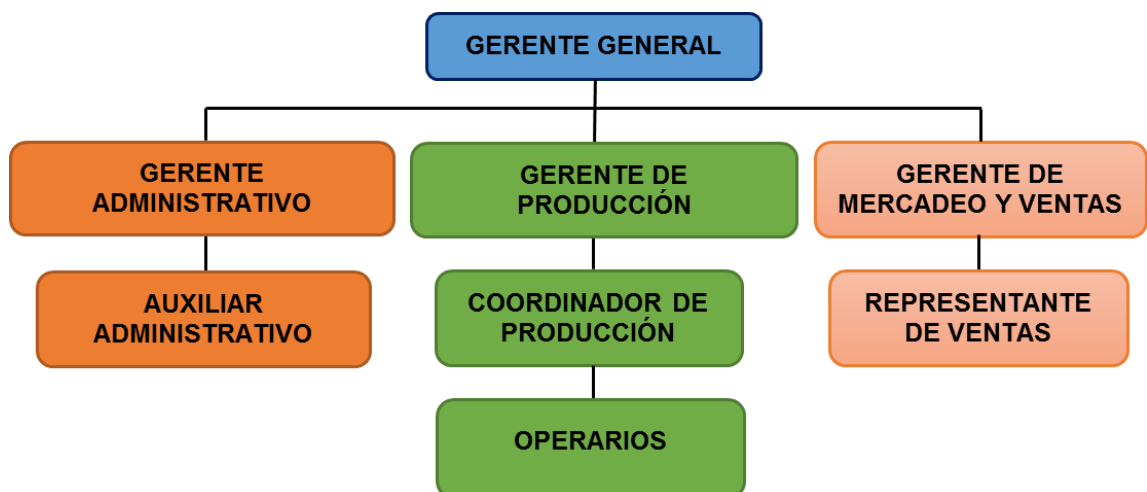 GERENTE GENERAL
GERENTE
ADMINISTRATIVO
GERENTE DE
PRODUCCIÓN
GERENTE DE
MERCADEO Y VENTAS
AUXILIAR
ADMINISTRATIVO
COORDINADOR DE
PRODUCCIÓN
REPRESENTANTE
DE VENTAS
OPERARIOS